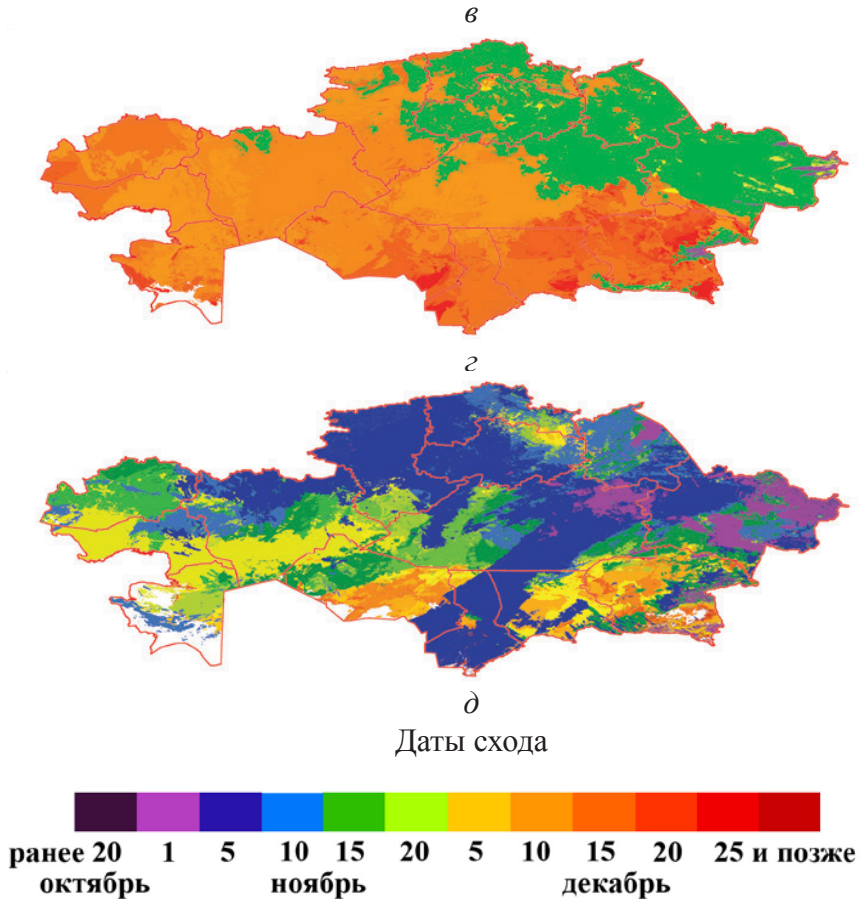 в
г
д
Даты схода
ранее 20 1 5 10 15 20 5 10 15 20 25 и позже
октябрь ноябрь декабрь